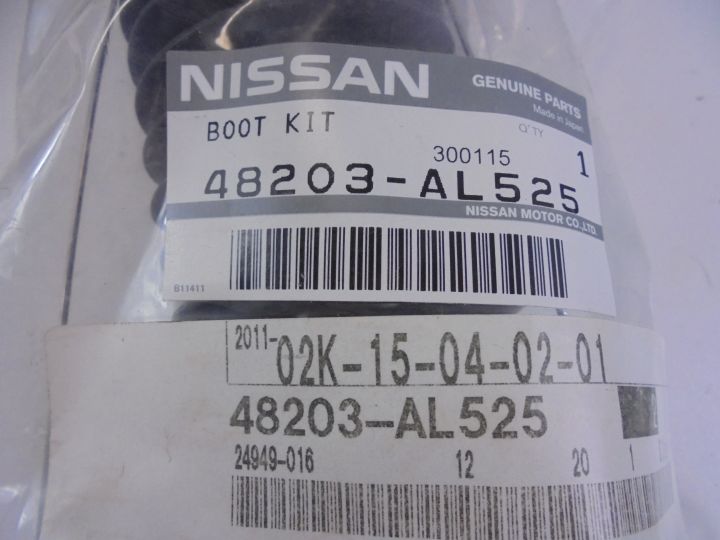 NISSAN
GENUINE PARTS
Made in Japan
BOOT KIT
Q'TY
300115 1
48203-AL525
NISSAN MOTOR CO.,LTD.
B11411
2011- 02K-15-04-02-01
48203-AL525
24949-016 12 20 1